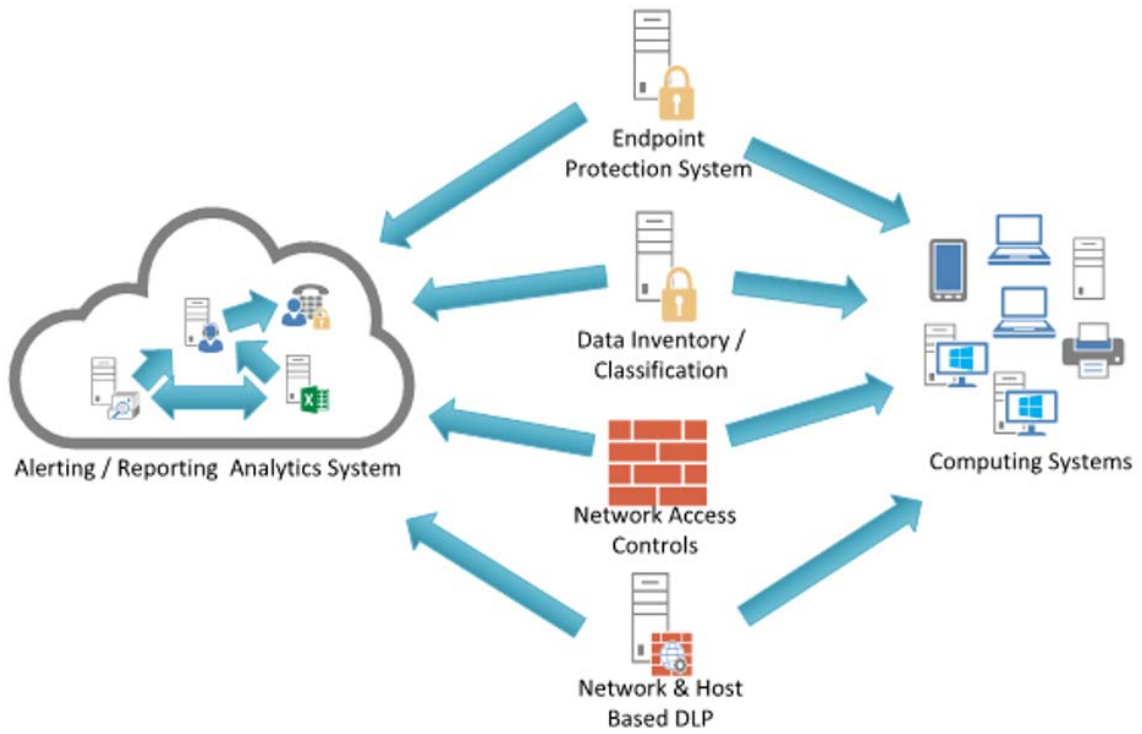 Endpoint
Protection System
Data Inventory /
Classification
Network Access
Controls
Network & Host
Based DLP
Alerting / Reporting Analytics System
Computing Systems